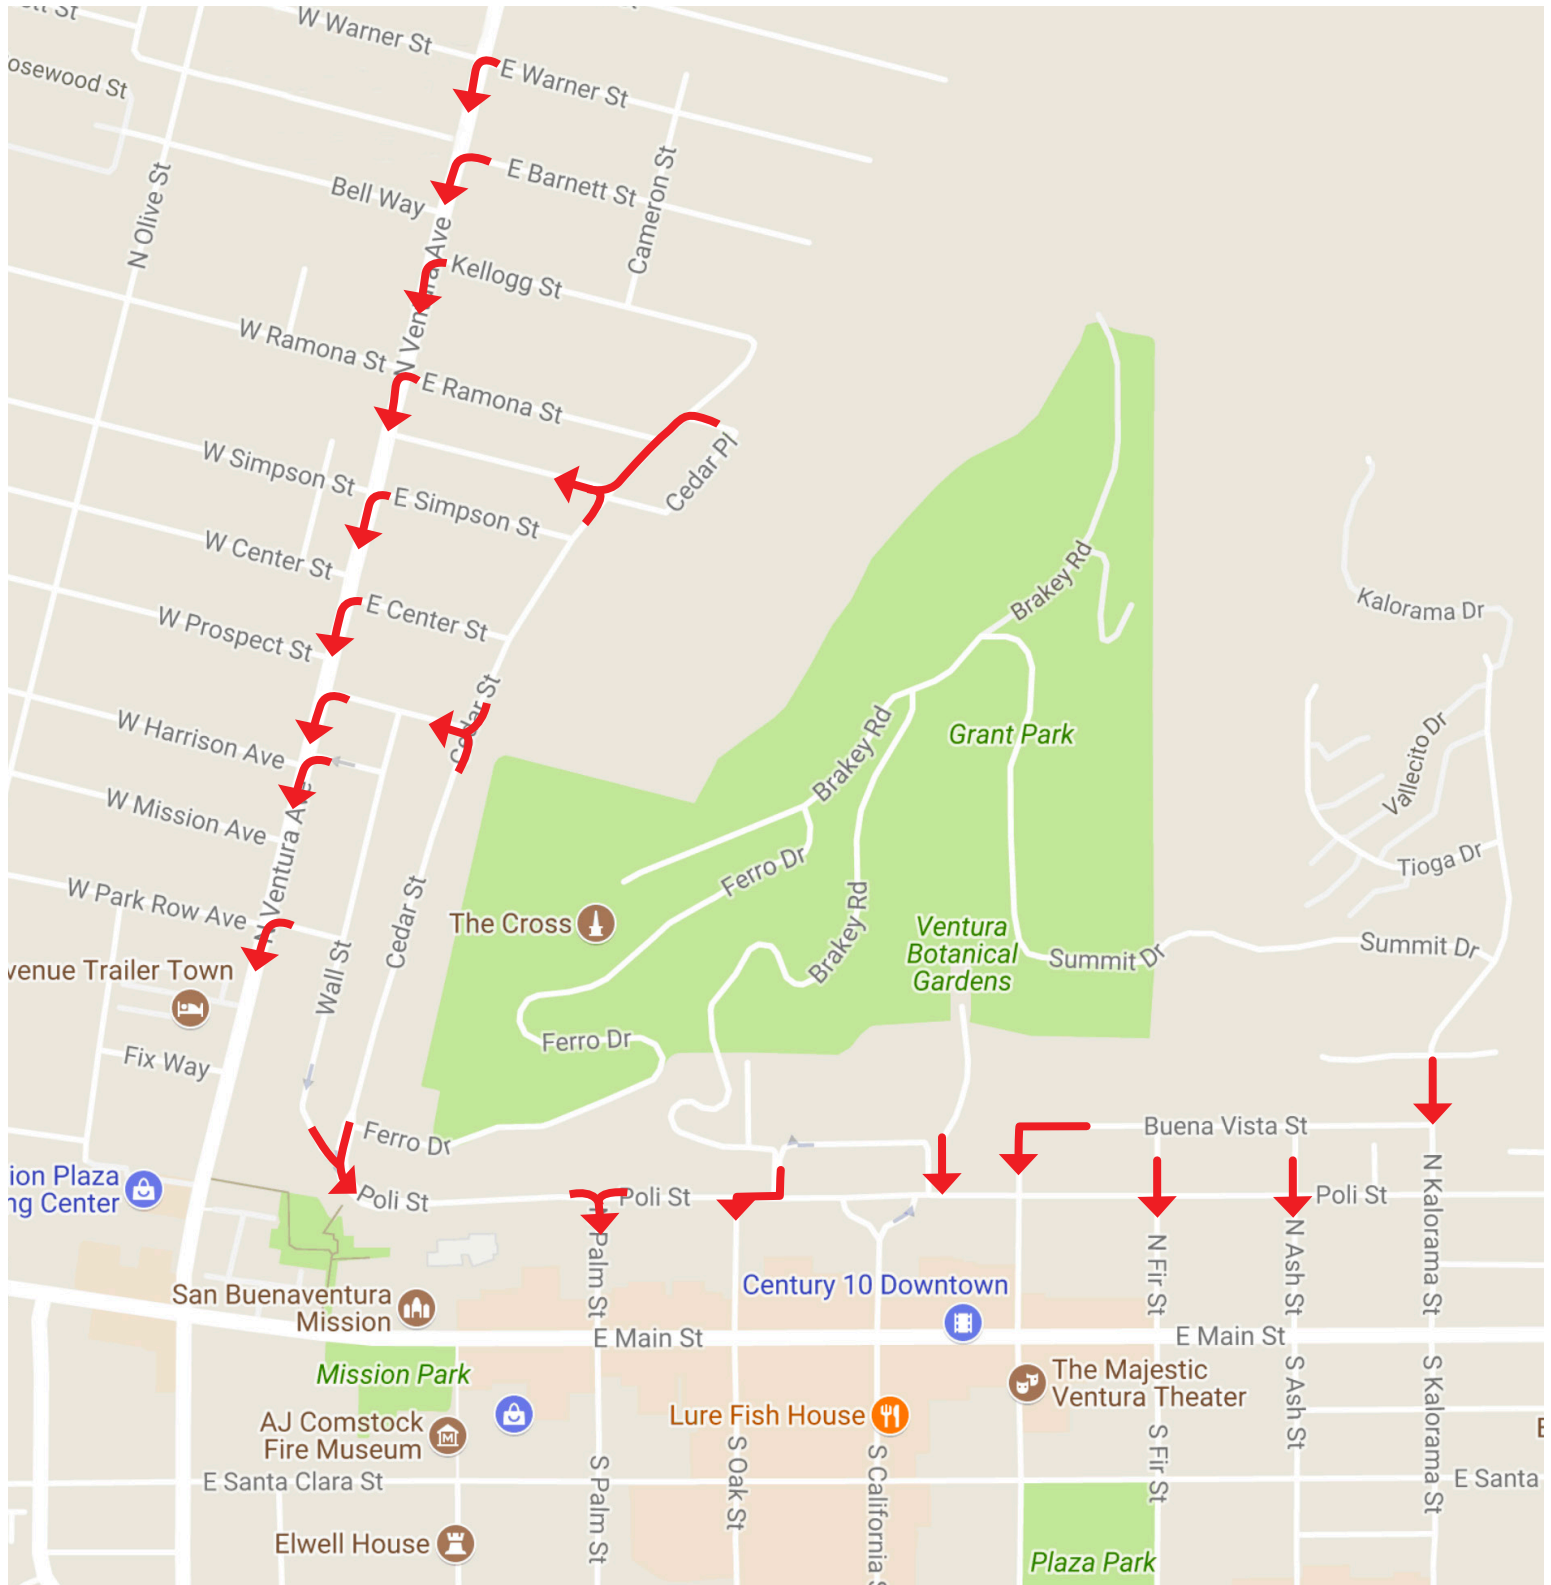 W Warner St
E Warner St
osewood St
E Barnett St
Bell Way
Cameron St
N Olive St
Kellogg St
N Ventura Ave
W Ramona St
E Ramona St
Cedar Pl
W Simpson St
E Simpson St
W Center St
E Center St
Brakey Rd
Kalorama Dr
W Prospect St
Cedar St
W Harrison Ave
Brakey Rd
Grant Park
Vallecito Dr
W Mission Ave
Ferro Dr
Tioga Dr
W Park Row Ave
N Ventura Ave
Cedar St
The Cross
Brakey Rd
Ventura
Botanical
Gardens
Summit Dr
Summit Dr
venue Trailer Town
Wall St
Fix Way
Ferro Dr
Ferro Dr
Buena Vista St
ion Plaza
ng Center
Poli St
Poli St
Poli St
N Palm St
N Fir St
N Ash St
N Kalorama St
San Buenaventura
Mission
Century 10 Downtown
E Main St
E Main St
Mission Park
The Majestic
Ventura Theater
AJ Comstock
Fire Museum
Lure Fish House
E Santa Clara St
S Palm St
S Oak St
S California S
S Fir St
S Ash St
S Kalorama St
E Santa
Elwell House
Plaza Park